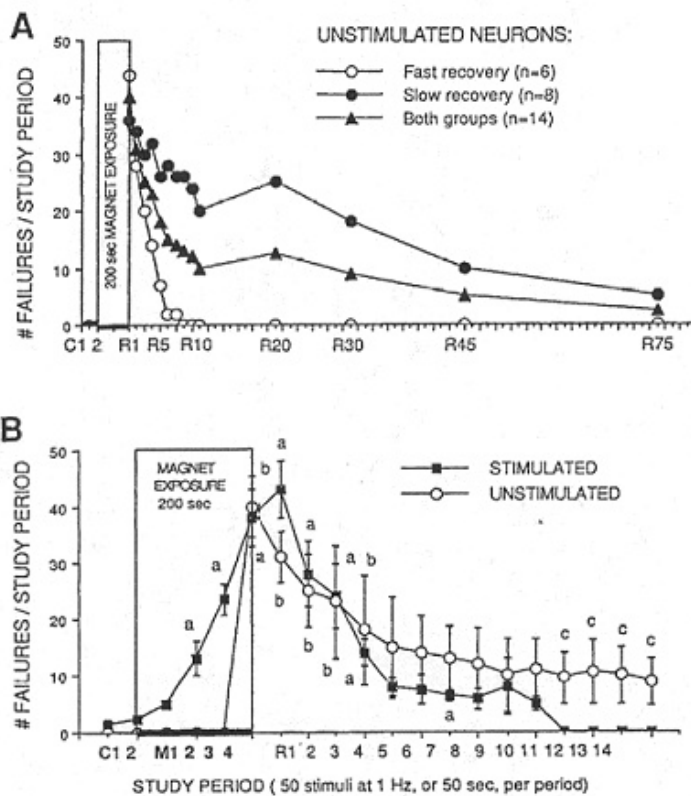 A
UNSTIMULATED NEURONS:
Fast recovery (n=6)
Slow recovery (n=8)
Both groups (n=14)
# FAILURES / STUDY PERIOD
50
40
30
20
10
0
200 sec MAGNET EXPOSURE
C1 2 R1 R5 R10 R20 R30 R45 R75
B
# FAILURES / STUDY PERIOD
50
40
30
20
10
0
MAGNET
EXPOSURE
200 sec
STIMULATED
UNSTIMULATED
a
b
a
a
a
b
a
b
b
b
a
a
c c c c
C1 2 M1 2 3 4 R1 2 3 4 5 6 7 8 9 10 11 12 13 14
STUDY PERIOD ( 50 stimuli at 1 Hz, or 50 sec, per period)